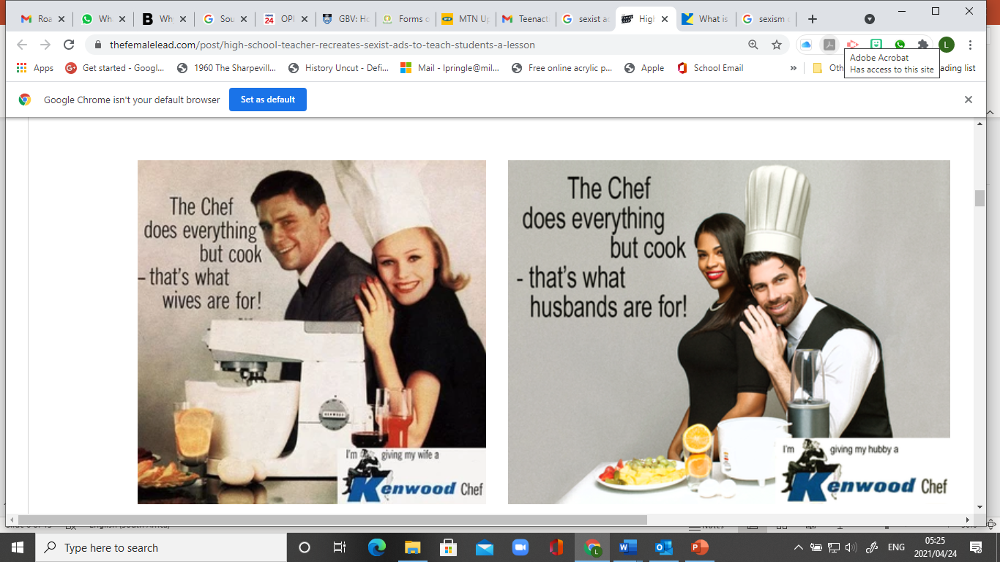 Roa
Wha
Why
Sou
OPI
GBV: Ho
Forms o
MTN Up
Teenact
sexist ad
High
What is
sexism o
thefemalelead.com/post/high-school-teacher-recreates-sexist-ads-to-teach-students-a-lesson
L
Adobe Acrobat
Has access to this site
Apps
Get started - Googl...
1960 The Sharpevill...
History Uncut - Defi...
Mail - Lpringle@mil...
Free online acrylic p...
Apple
School Email
»
Oth
ading list
Google Chrome isn't your default browser
Set as default
The Chef
does everything
but cook
– that's what
wives are for!
KENWOOD
I'm giving my wife a
Kenwood Chef
The Chef
does everything
but cook
- that's what
husbands are for!
I'm giving my hubby a
Kenwood Chef
Type here to search
ENG
05:25
2021/04/24